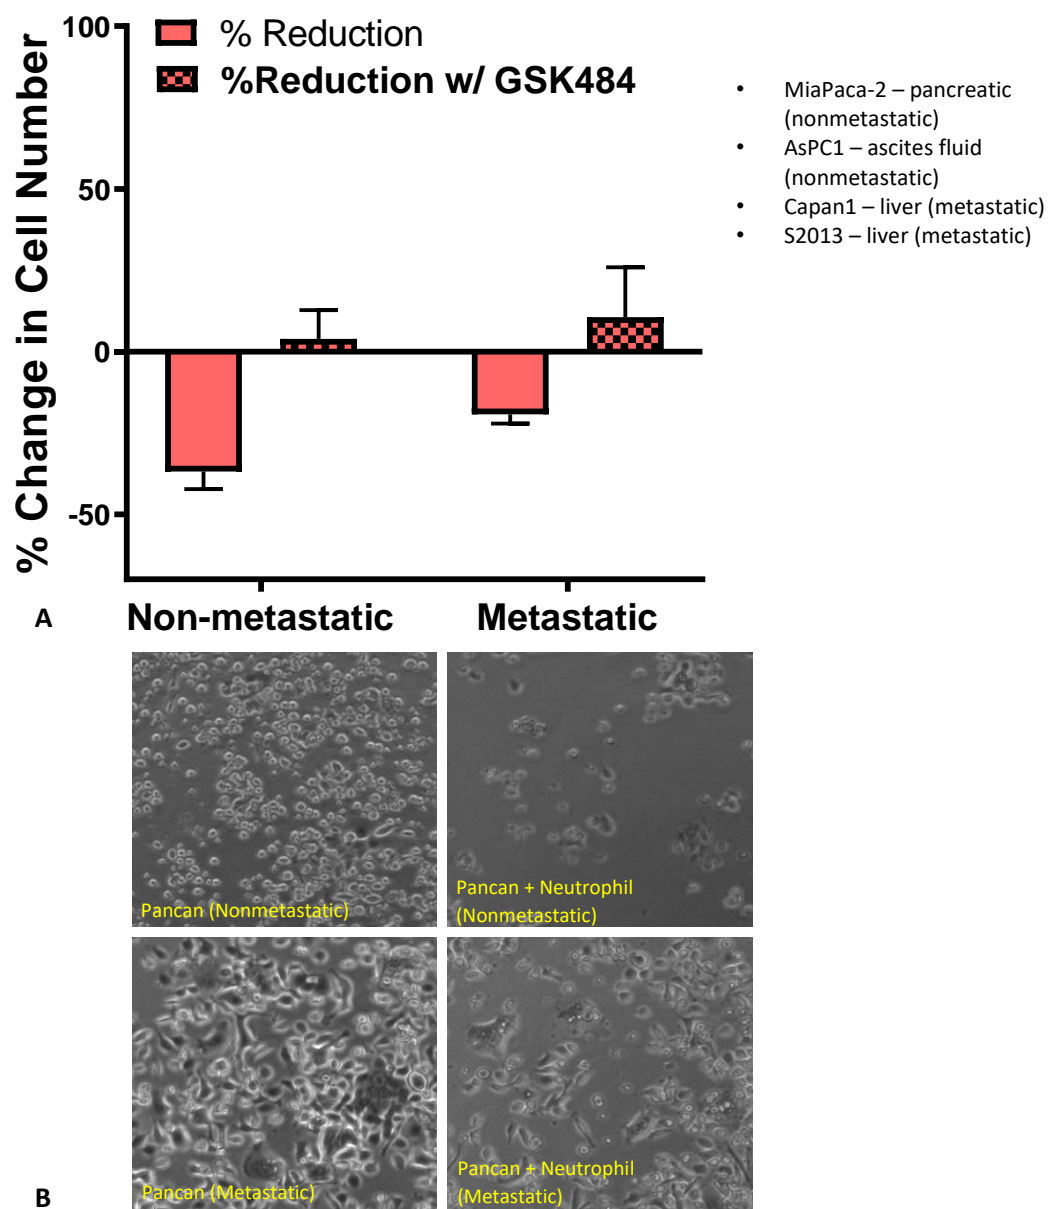 % Change in Cell Number
100
50
0
-50
% Reduction
%Reduction w/ GSK484
Non-metastatic
Metastatic
• MiaPaca-2 – pancreatic
(nonmetastatic)
• AsPC1 – ascites fluid
(nonmetastatic)
• Capan1 – liver (metastatic)
• S2013 – liver (metastatic)
A
Pancan (Nonmetastatic)
Pancan + Neutrophil
(Nonmetastatic)
Pancan (Metastatic)
Pancan + Neutrophil
(Metastatic)
B